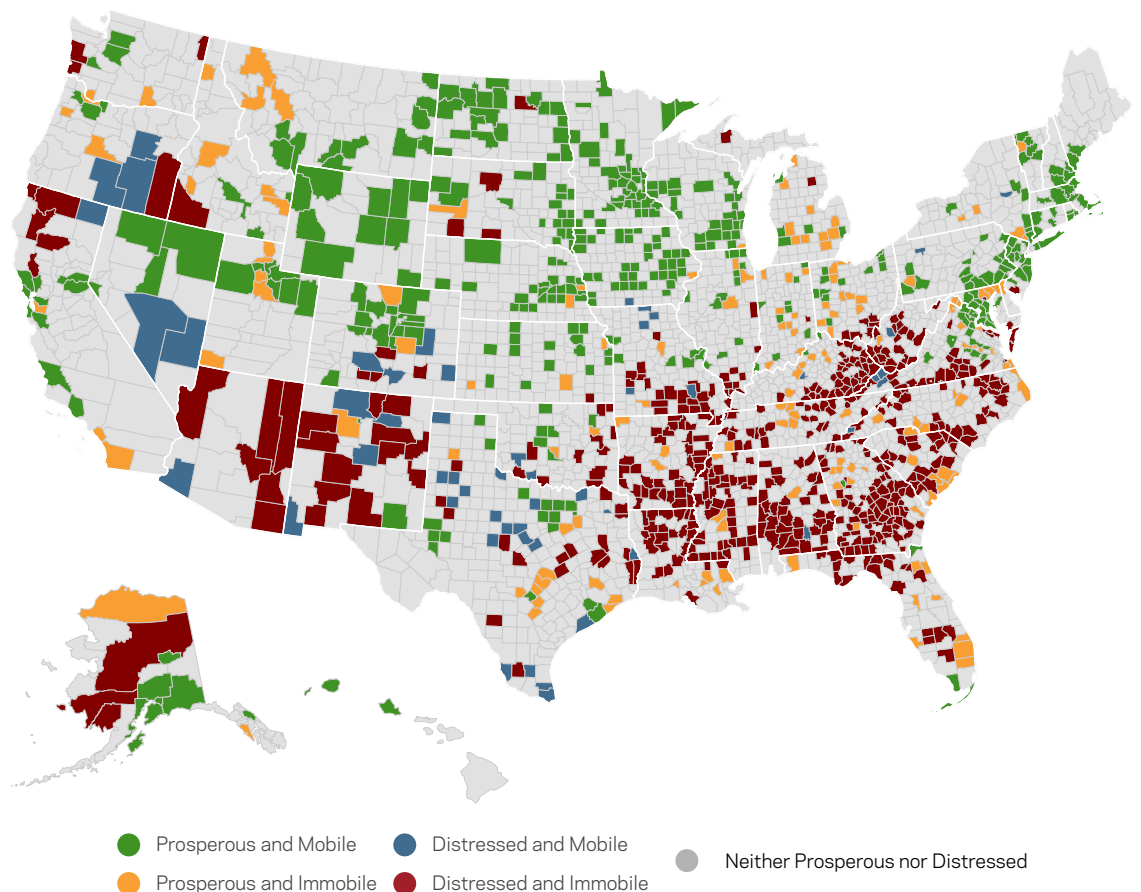 Prosperous and Mobile
Distressed and Mobile
Neither Prosperous nor Distressed
Prosperous and Immobile
Distressed and Immobile